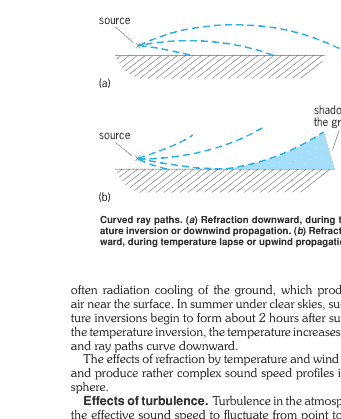 source
(a)
shado
the gr
source
(b)
Curved ray paths. (a) Refraction downward, during t
ature inversion or downwind propagation. (b) Refract
ward, during temperature lapse or upwind propagati
often radiation cooling of the ground, which prod
air near the surface. In summer under clear skies, su
ture inversions begin to form about 2 hours after su
the temperature inversion, the temperature increases
and ray paths curve downward.
The effects of refraction by temperature and wind
and produce rather complex sound speed profiles i
sphere.
Effects of turbulence. Turbulence in the atmosp
the effective sound speed to fluctuate from point to